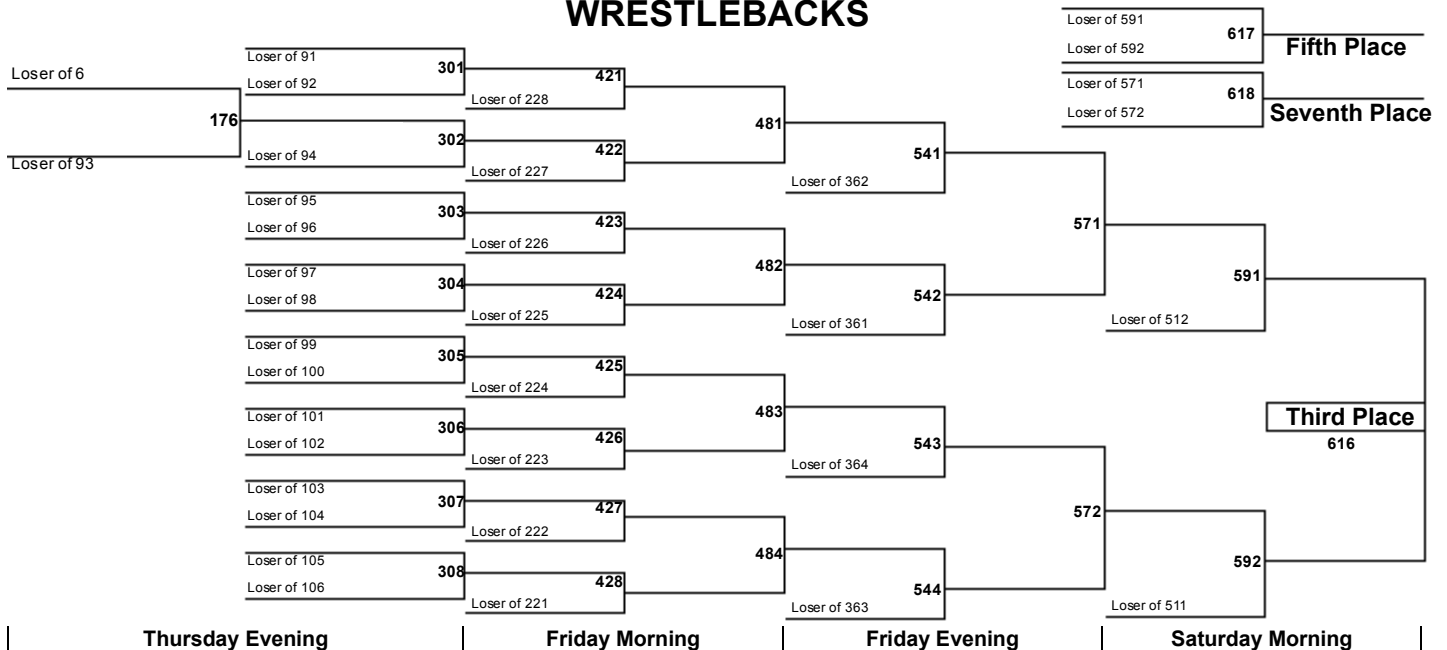 WRESTLEBACKS
Loser of 591
617
Loser of 592
Fifth Place
Loser of 571
618
Loser of 572
Seventh Place
Loser of 6
176
Loser of 93
Loser of 91
301
Loser of 92
302
Loser of 94
Loser of 95
303
Loser of 96
Loser of 97
304
Loser of 98
Loser of 99
305
Loser of 100
Loser of 101
306
Loser of 102
Loser of 103
307
Loser of 104
Loser of 105
308
Loser of 106
421
Loser of 228
422
Loser of 227
423
Loser of 226
424
Loser of 225
425
Loser of 224
426
Loser of 223
427
Loser of 222
428
Loser of 221
481
482
483
484
541
Loser of 362
542
Loser of 361
543
Loser of 364
544
Loser of 363
571
572
591
Loser of 512
592
Loser of 511
Third Place
616
Thursday Evening
Friday Morning
Friday Evening
Saturday Morning